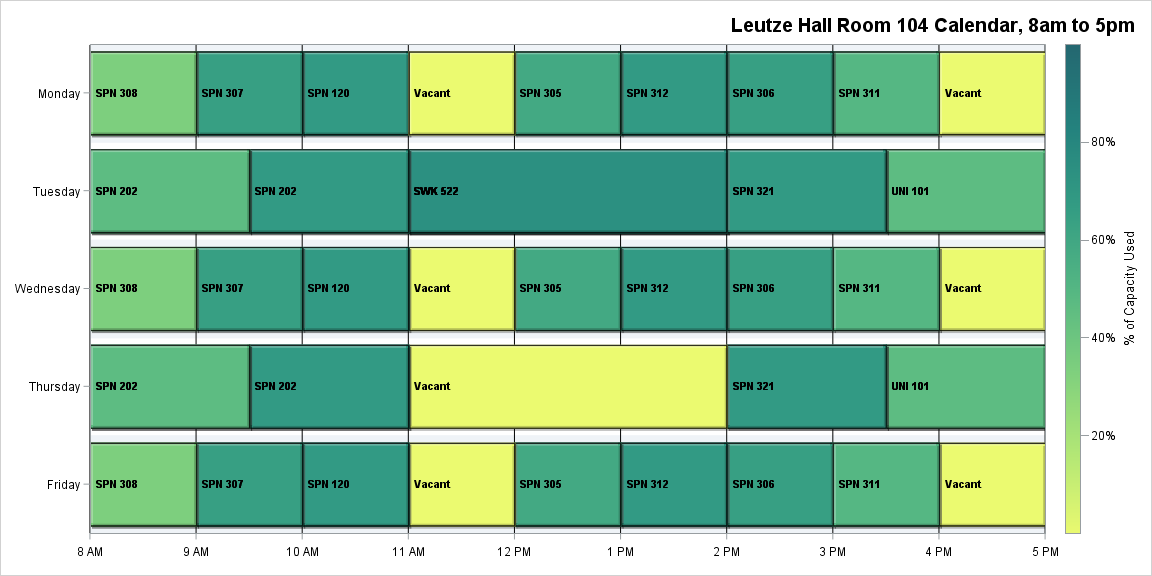 Leutze Hall Room 104 Calendar, 8am to 5pm
Monday
SPN 308
SPN 307
SPN 120
Vacant
SPN 305
SPN 312
SPN 306
SPN 311
Vacant
Tuesday
SPN 202
SPN 202
SWK 522
SPN 321
UNI 101
Wednesday
SPN 308
SPN 307
SPN 120
Vacant
SPN 305
SPN 312
SPN 306
SPN 311
Vacant
Thursday
SPN 202
SPN 202
Vacant
SPN 321
UNI 101
Friday
SPN 308
SPN 307
SPN 120
Vacant
SPN 305
SPN 312
SPN 306
SPN 311
Vacant
8 AM
9 AM
10 AM
11 AM
12 PM
1 PM
2 PM
3 PM
4 PM
5 PM
80%
60%
40%
20%
% of Capacity Used